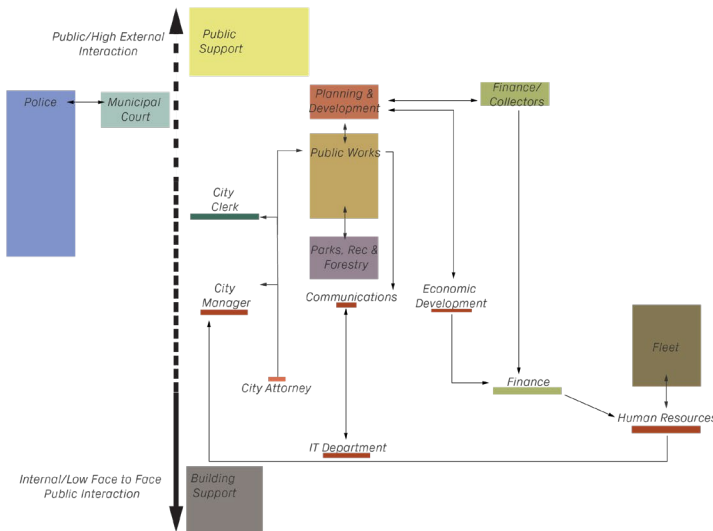 Public/High External
Interaction
Public
Support
Police
Municipal
Court
Planning &
Development
Finance/
Collectors
Public Works
City
Clerk
Parks, Rec &
Forestry
City
Manager
Communications
Economic
Development
Fleet
City Attorney
Finance
Human Resources
IT Department
Internal/Low Face to Face
Public Interaction
Building
Support